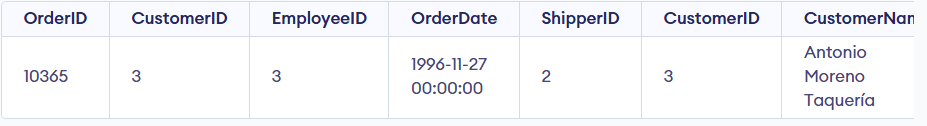 OrderID CustomerID EmployeeID OrderDate ShipperID CustomerID CustomerNam
10365 3 3 1996-11-27 00:00:00 2 3 Antonio Moreno Taquería